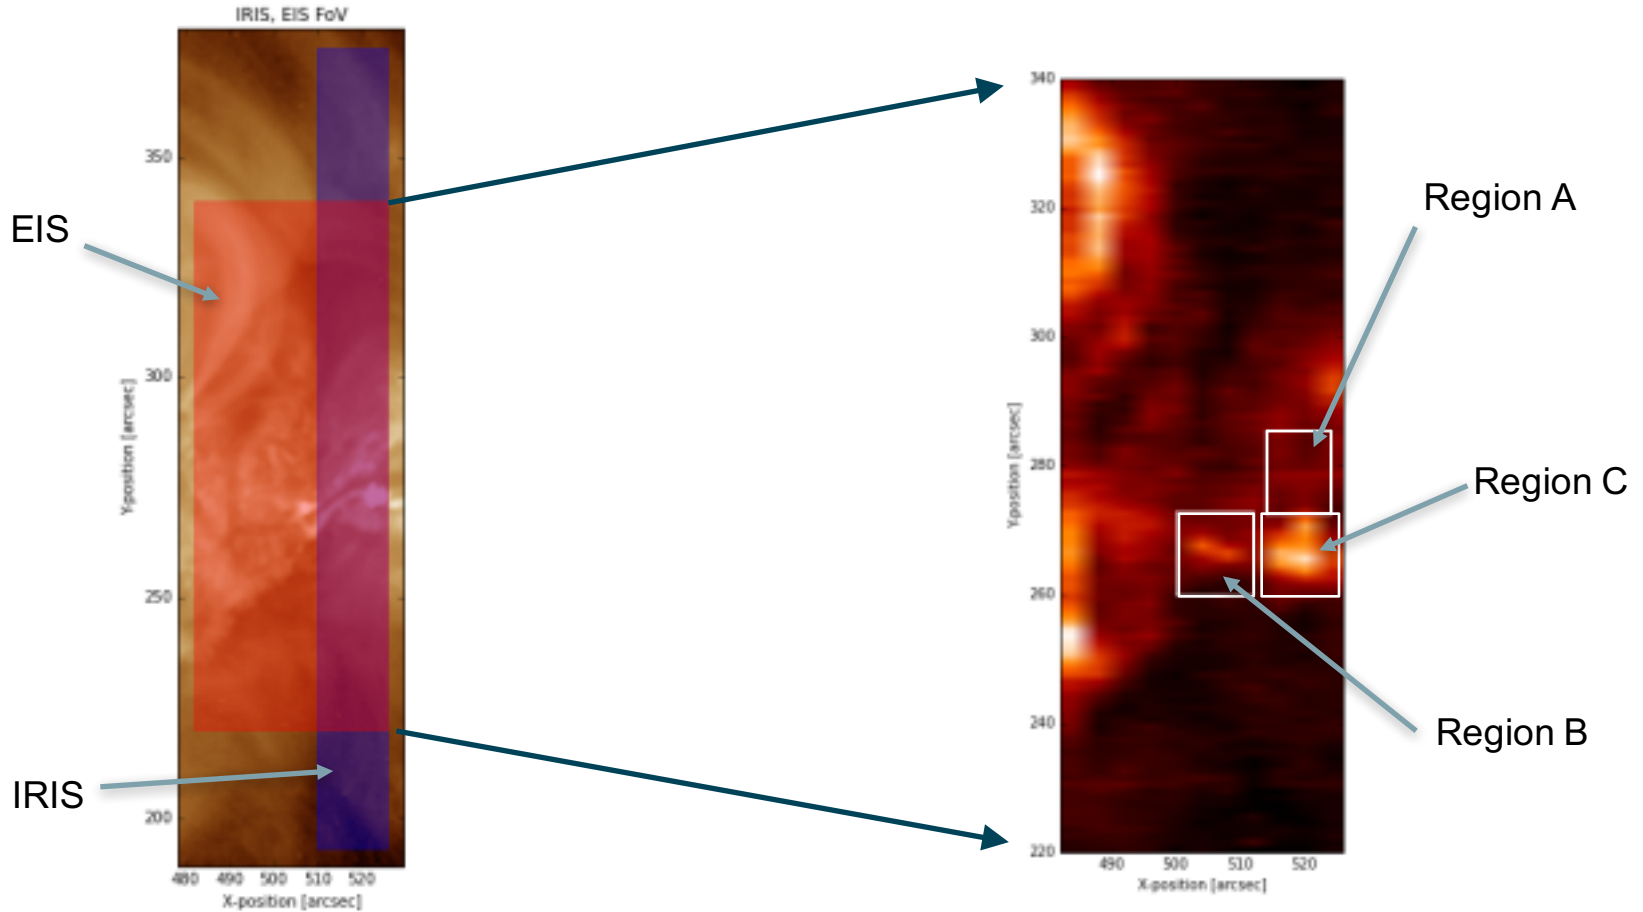 IRIS, EIS FoV
350
300
250
200
480 490 500 510 520
X-position [arcsec]
Y-position [arcsec]
EIS
IRIS
340
320
300
280
260
240
220
490 500 510 520
X-position [arcsec]
Y-position [arcsec]
Region A
Region C
Region B